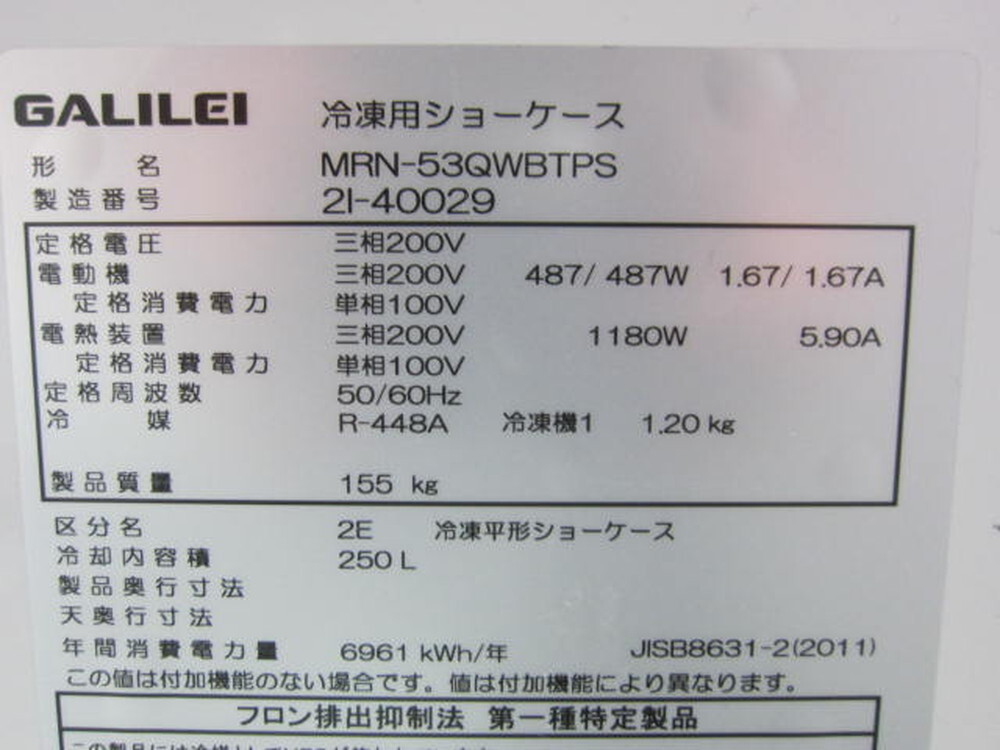 GALILEI 冷凍用ショーケース
形名 MRN-53QWBTPS
製造番号 2I-40029
定格電圧 三相200V
電動機 三相200V 487/ 487W 1.67/ 1.67A
定格消費電力 単相100V
電熱装置 三相200V 1180W 5.90A
定格消費電力 単相100V
定格周波数 50/60Hz
冷媒 R-448A 冷凍機1 1.20 kg
製品質量 155 kg
区分名 2E 冷凍平形ショーケース
冷却内容積 250 L
製品奥行寸法
天奥行寸法
年間消費電力量 6961 kWh/年 JISB8631-2(2011)
この値は付加機能のない場合です。値は付加機能により異なります。
フロン排出抑制法 第一種特定製品